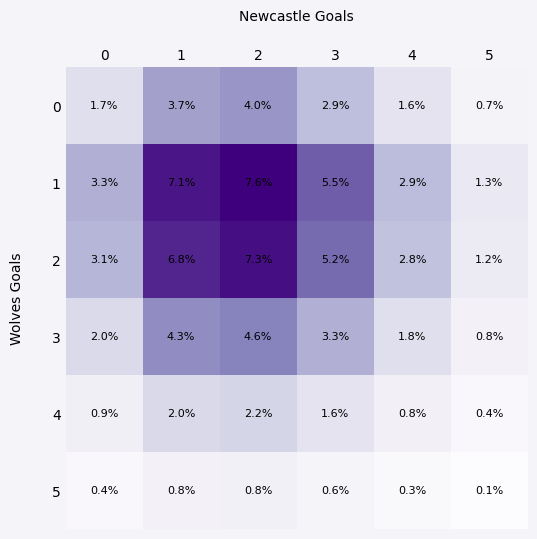 Newcastle Goals
0 1 2 3 4 5
0 1.7% 3.7% 4.0% 2.9% 1.6% 0.7%
1 3.3% 7.1% 7.6% 5.5% 2.9% 1.3%
2 3.1% 6.8% 7.3% 5.2% 2.8% 1.2%
3 2.0% 4.3% 4.6% 3.3% 1.8% 0.8%
4 0.9% 2.0% 2.2% 1.6% 0.8% 0.4%
5 0.4% 0.8% 0.8% 0.6% 0.3% 0.1%
Wolves Goals